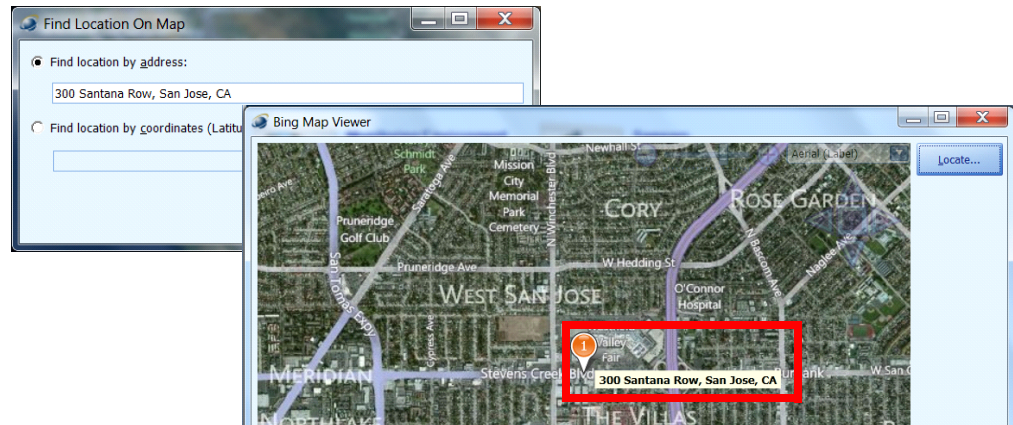 Find Location On Map
Find location by address:
300 Santana Row, San Jose, CA
Find location by coordinates (Latitu
Bing Map Viewer
Locate...
Aerial (Label)
Newhall St
Schmidt
Park
Saratoga Ave
Mission
City
Memorial
Park
Cemetery
N Winchester Blvd
CORY
ROSE GARDEN
Pruneridge
Golf Club
N Bascom Ave
Naglee Ave
San Tomas Expy
Pruneridge Ave
W Hedding St
WEST SAN JOSE
O'Connor
Hospital
Cypress Ave
1
Valley
Fair
MERIDIAN
Stevens Creek Blvd
Burbank
W San C
300 Santana Row, San Jose, CA
NORTHLAKE
THE VILLAS